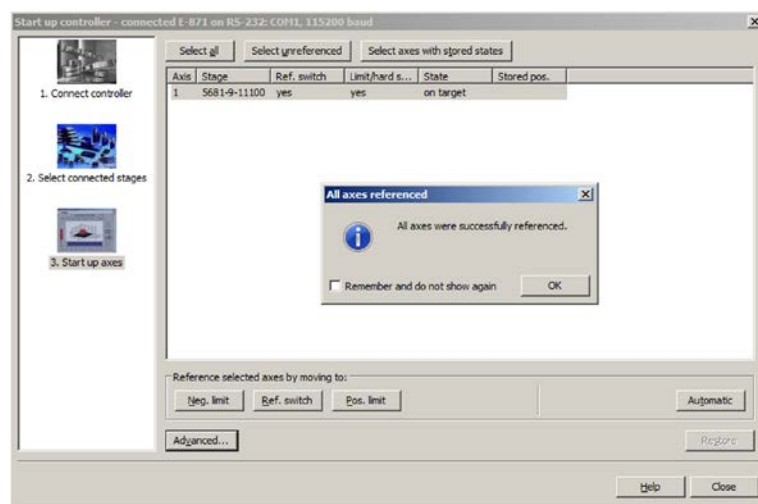 Start up controller - connected E-871 on RS-232: COM1, 115200 baud
1. Connect controller
2. Select connected stages
3. Start up axes
Select all Select unreferenced Select axes with stored states
Axis Stage Ref. switch Limit/hard s... State Stored pos.
1 5681-9-11100 yes yes on target
All axes referenced
All axes were successfully referenced.
Remember and do not show again OK
Reference selected axes by moving to:
Neg. limit Ref. switch Pos. limit Automatic
Advanced... Restore
Help Close